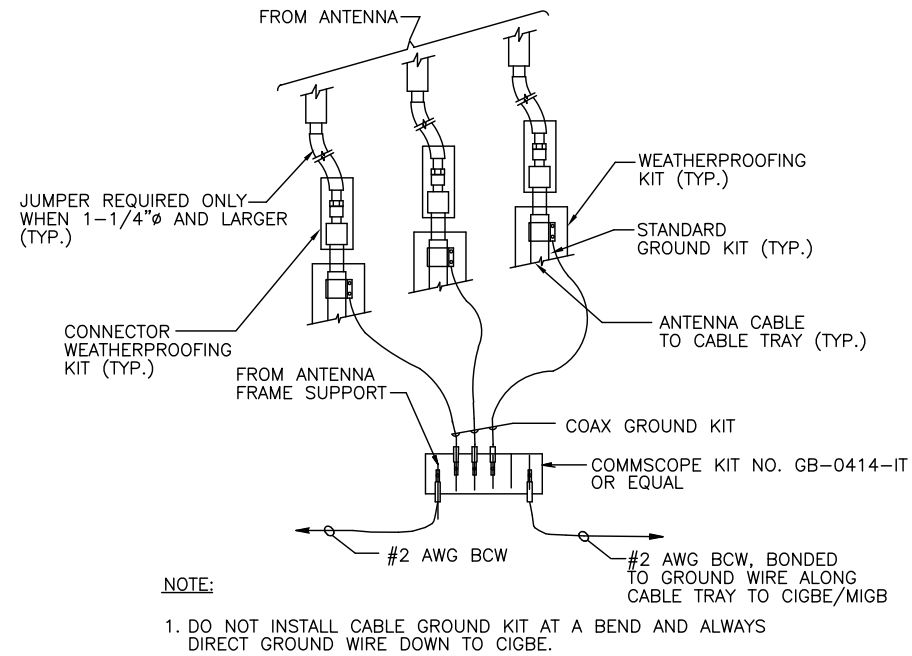 FROM ANTENNA
JUMPER REQUIRED ONLY
WHEN 1-1/4"ø AND LARGER
(TYP.)
WEATHERPROOFING
KIT (TYP.)
STANDARD
GROUND KIT (TYP.)
CONNECTOR
WEATHERPROOFING
KIT (TYP.)
ANTENNA CABLE
TO CABLE TRAY (TYP.)
FROM ANTENNA
FRAME SUPPORT
COAX GROUND KIT
COMMSCOPE KIT NO. GB-0414-IT
OR EQUAL
#2 AWG BCW
#2 AWG BCW, BONDED
TO GROUND WIRE ALONG
CABLE TRAY TO CIGBE/MIGB
NOTE:
1. DO NOT INSTALL CABLE GROUND KIT AT A BEND AND ALWAYS
DIRECT GROUND WIRE DOWN TO CIGBE.